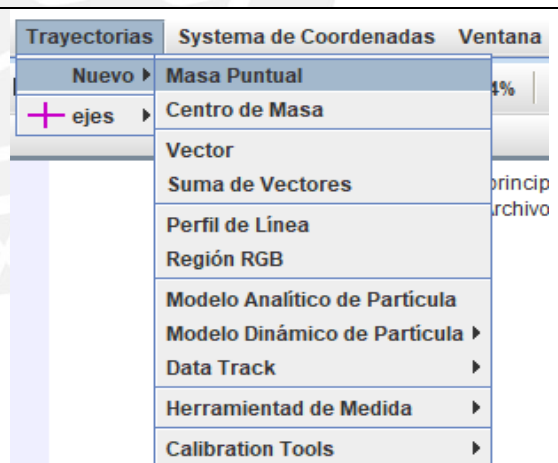 Trayectorias Systema de Coordenadas Ventana
Nuevo Masa Puntual
4%
ejes Centro de Masa
Vector
Suma de Vectores
Perfil de Línea
Región RGB
Modelo Analítico de Partícula
Modelo Dinámico de Partícula
Data Track
Herramientad de Medida
Calibration Tools